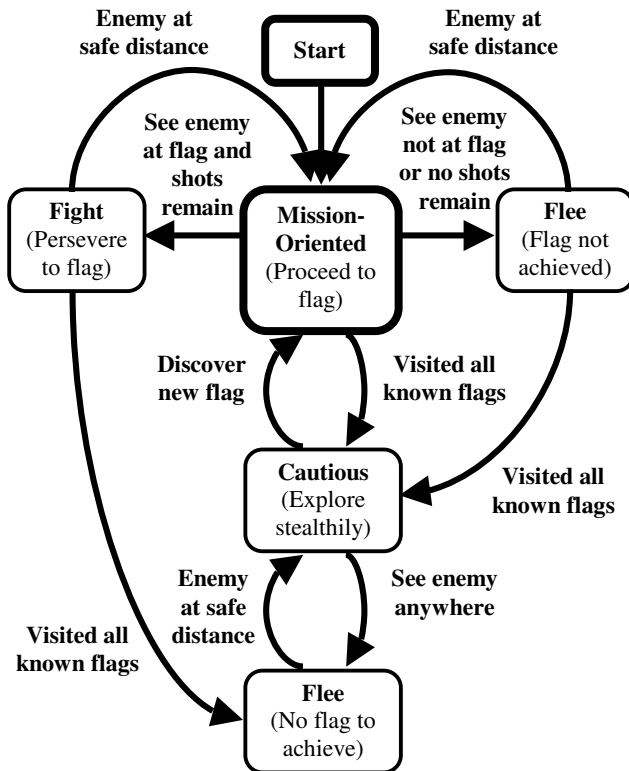 Enemy at
safe distance
Start
Enemy at
safe distance
See enemy
at flag and
shots
remain
See enemy
not at flag
or no shots
remain
Fight
(Persevere
to flag)
Mission-
Oriented
(Proceed to
flag)
Flee
(Flag not
achieved)
Discover
new flag
Visited all
known flags
Cautious
(Explore
stealthily)
Visited all
known flags
Enemy
at safe
distance
See enemy
anywhere
Visited all
known flags
Flee
(No flag to
achieve)